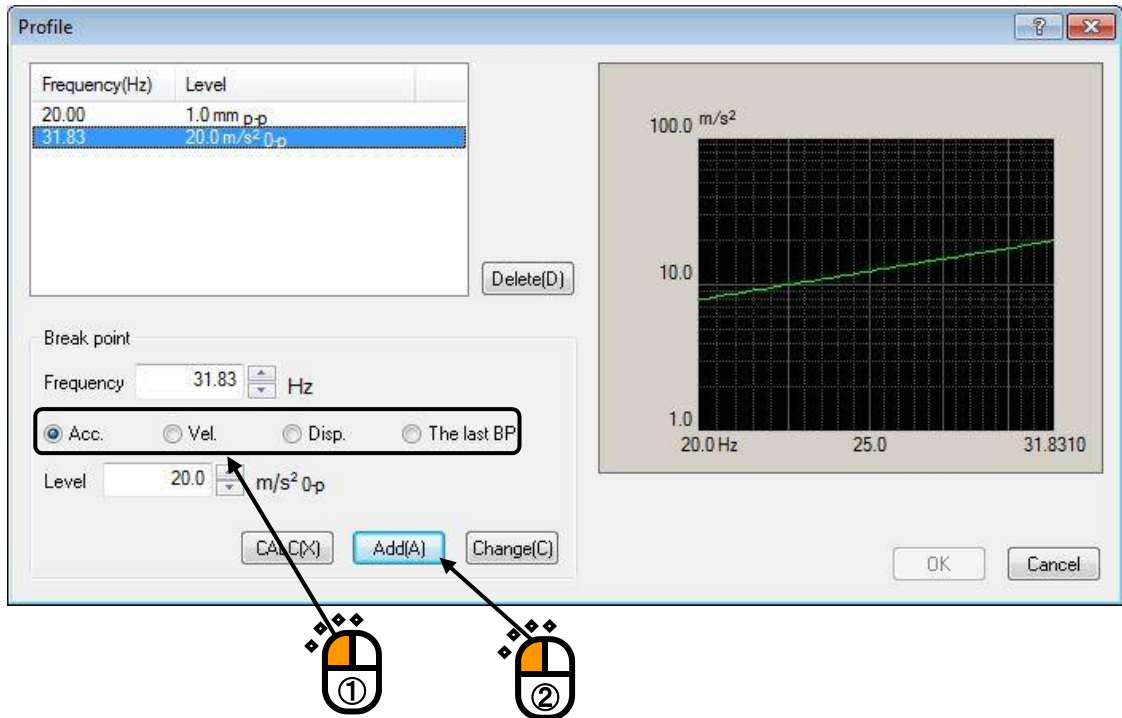 Profile
Frequency(Hz) Level
20.00 1.0 mm p-p
31.83 20.0 m/s² 0-p
Delete(D)
Break point
Frequency 31.83 Hz
Acc. Vel. Disp. The last BP
Level 20.0 m/s² 0-p
CALC(X) Add(A) Change(C)
100.0 m/s²
10.0
1.0
20.0 Hz 25.0 31.8310
OK Cancel
① ②